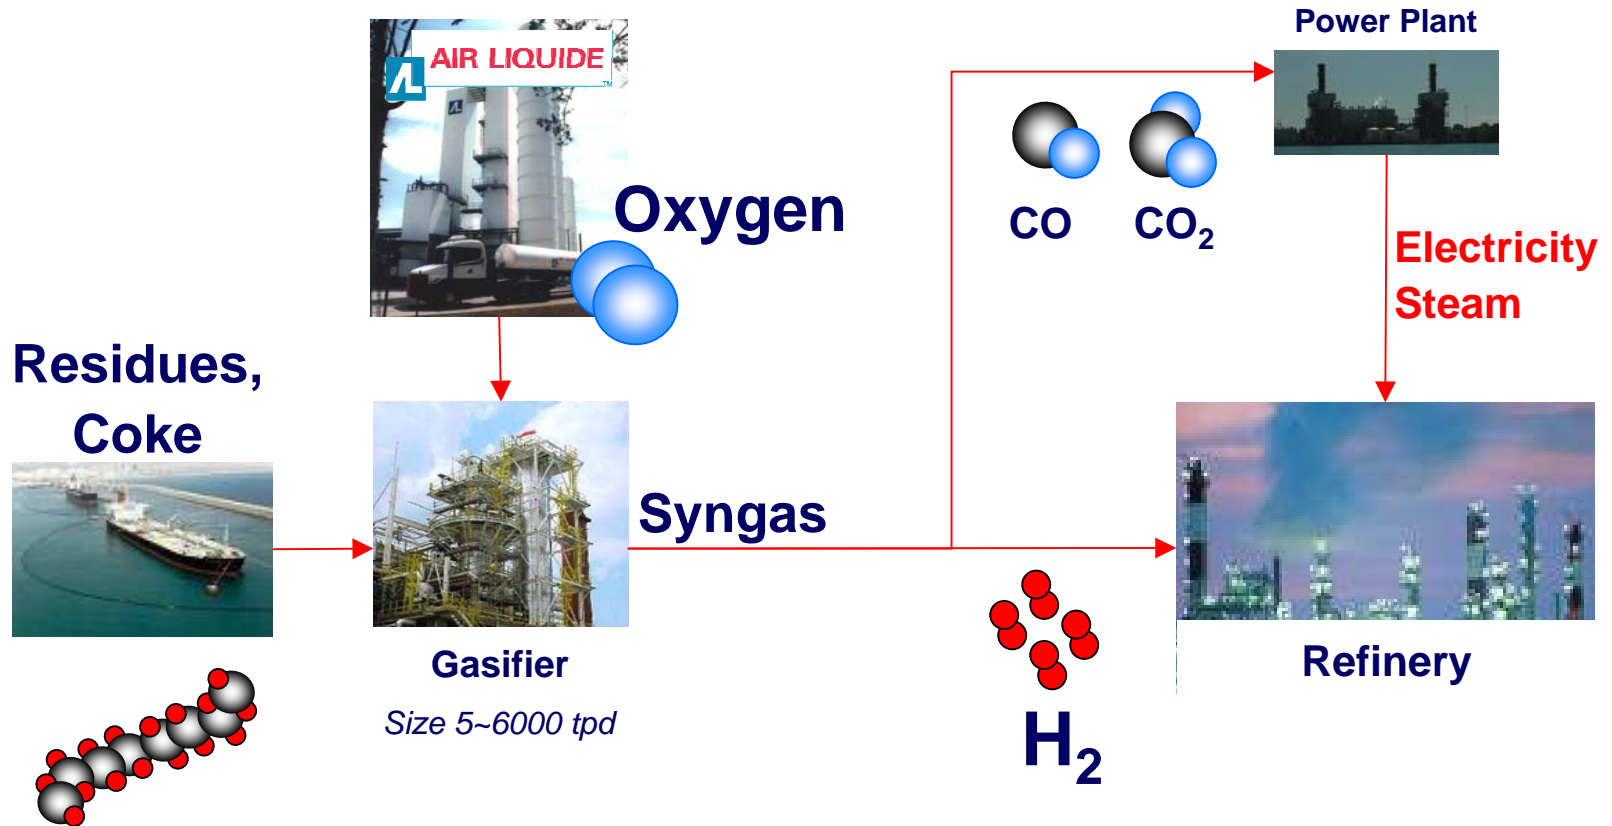 Power Plant
AIR LIQUIDE
TM
Oxygen
CO
CO₂
Electricity
Steam
Residues,
Coke
Syngas
Gasifier
Size 5~6000 tpd
H₂
Refinery